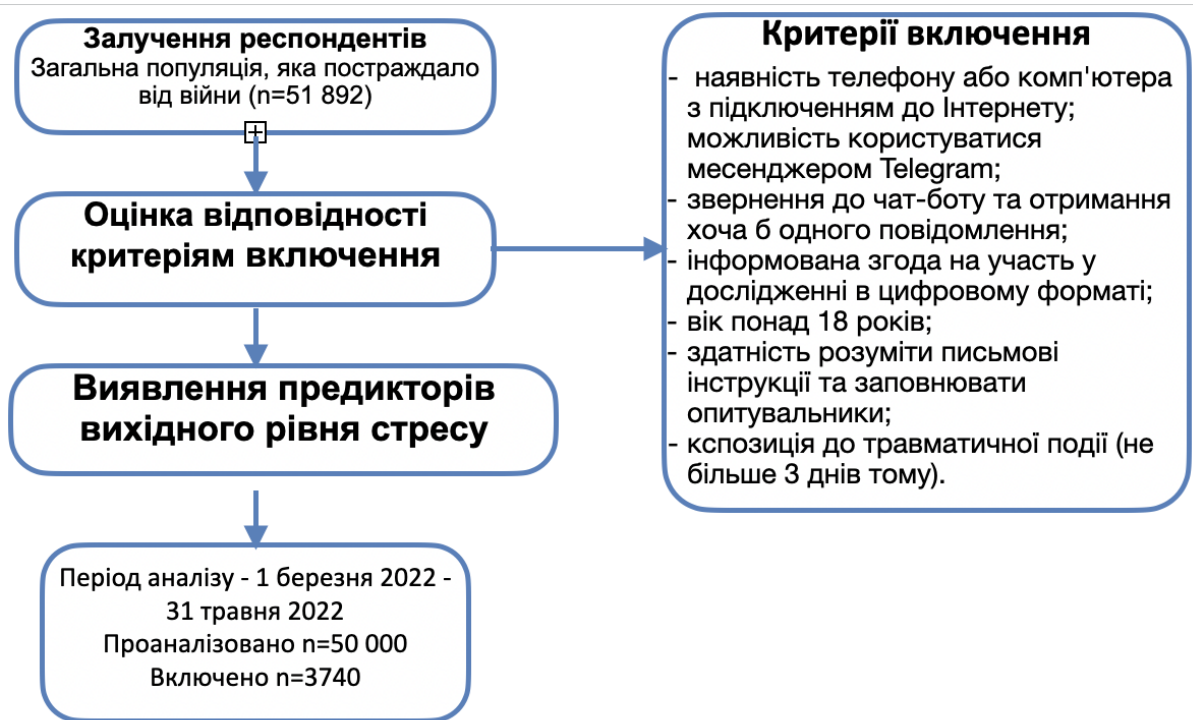 Залучення респондентів
Загальна популяція, яка постраждало
від війни (n=51 892)
Оцінка відповідності
критеріям включення
Виявлення предикторів
вихідного рівня стресу
Період аналізу - 1 березня 2022 -
31 травня 2022
Проаналізовано n=50 000
Включено n=3740
Критерії включення
- наявність телефону або комп'ютера
з підключенням до Інтернету;
можливість користуватися
месенджером Telegram;
- звернення до чат-боту та отримання
хоча б одного повідомлення;
- інформована згода на участь у
дослідженні в цифровому форматі;
- вік понад 18 років;
- здатність розуміти письмові
інструкції та заповнювати
опитувальники;
- кспозиція до травматичної події (не
більше 3 днів тому).